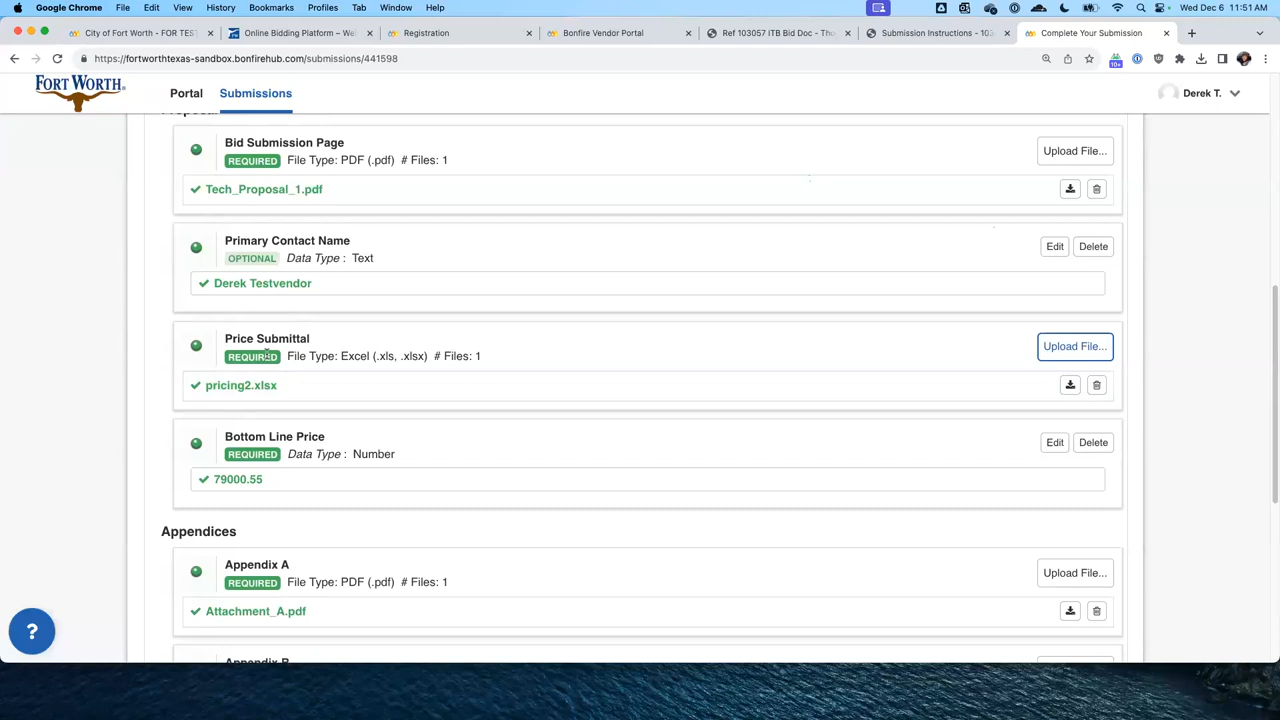 Google Chrome File Edit View History Bookmarks Profiles Tab Window Help Wed Dec 6 11:51 AM
City of Fort Worth - FOR TES Online Bidding Platform – We Registration Bonfire Vendor Portal Ref 103057 ITB Bid Doc - Tho Submission Instructions - 103 Complete Your Submission
https://fortworthtexas-sandbox.bonfirehub.com/submissions/441598
10+
FORT WORTH
Portal Submissions Derek T.
Proposal
Bid Submission Page
REQUIRED File Type: PDF (.pdf) # Files: 1
Upload File...
Tech_Proposal_1.pdf
Primary Contact Name
OPTIONAL Data Type : Text
Edit Delete
Derek Testvendor
Price Submittal
REQUIRED File Type: Excel (.xls, .xlsx) # Files: 1
Upload File...
pricing2.xlsx
Bottom Line Price
REQUIRED Data Type : Number
Edit Delete
79000.55
Appendices
Appendix A
REQUIRED File Type: PDF (.pdf) # Files: 1
Upload File...
Attachment_A.pdf
Appendix B
?